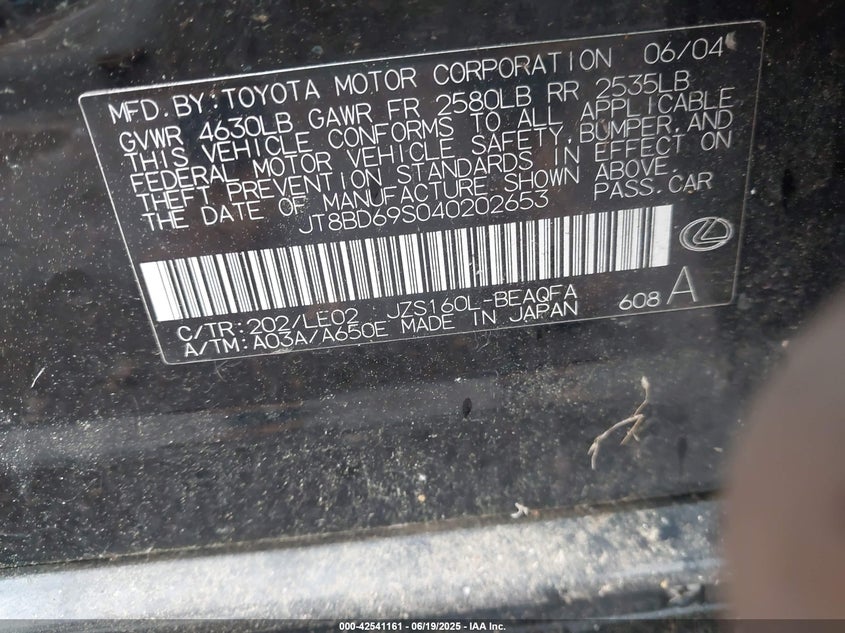 MFD. BY: TOYOTA MOTOR CORPORATION 06/04
GVWR 4630LB GAWR FR 2580LB RR 2535LB
THIS VEHICLE CONFORMS TO ALL APPLICABLE
FEDERAL MOTOR VEHICLE SAFETY, BUMPER, AND
THEFT PREVENTION STANDARDS IN EFFECT ON
THE DATE OF MANUFACTURE SHOWN ABOVE.
JT8BD69S040202653 PASS. CAR
C/TR: 202/LE02 JZS160L-BEAQFA
A/TM: A03A/A650E MADE IN JAPAN 608 A
000-42541161 - 06/19/2025 - IAA Inc.